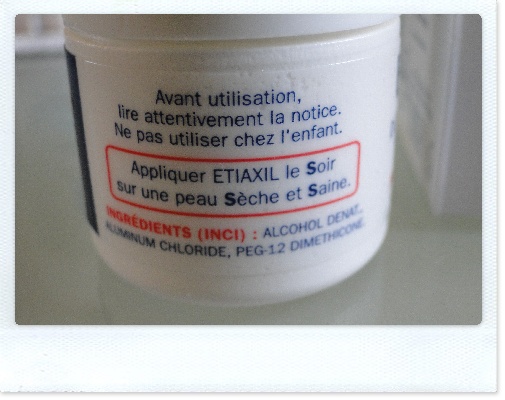 Avant utilisation,
lire attentivement la notice.
Ne pas utiliser chez l'enfant.
Appliquer ETIAXIL le Soir
sur une peau Sèche et Saine.
INGRÉDIENTS (INCI) : ALCOHOL DENAT.,
ALUMINUM CHLORIDE, PEG-12 DIMETHICONE.